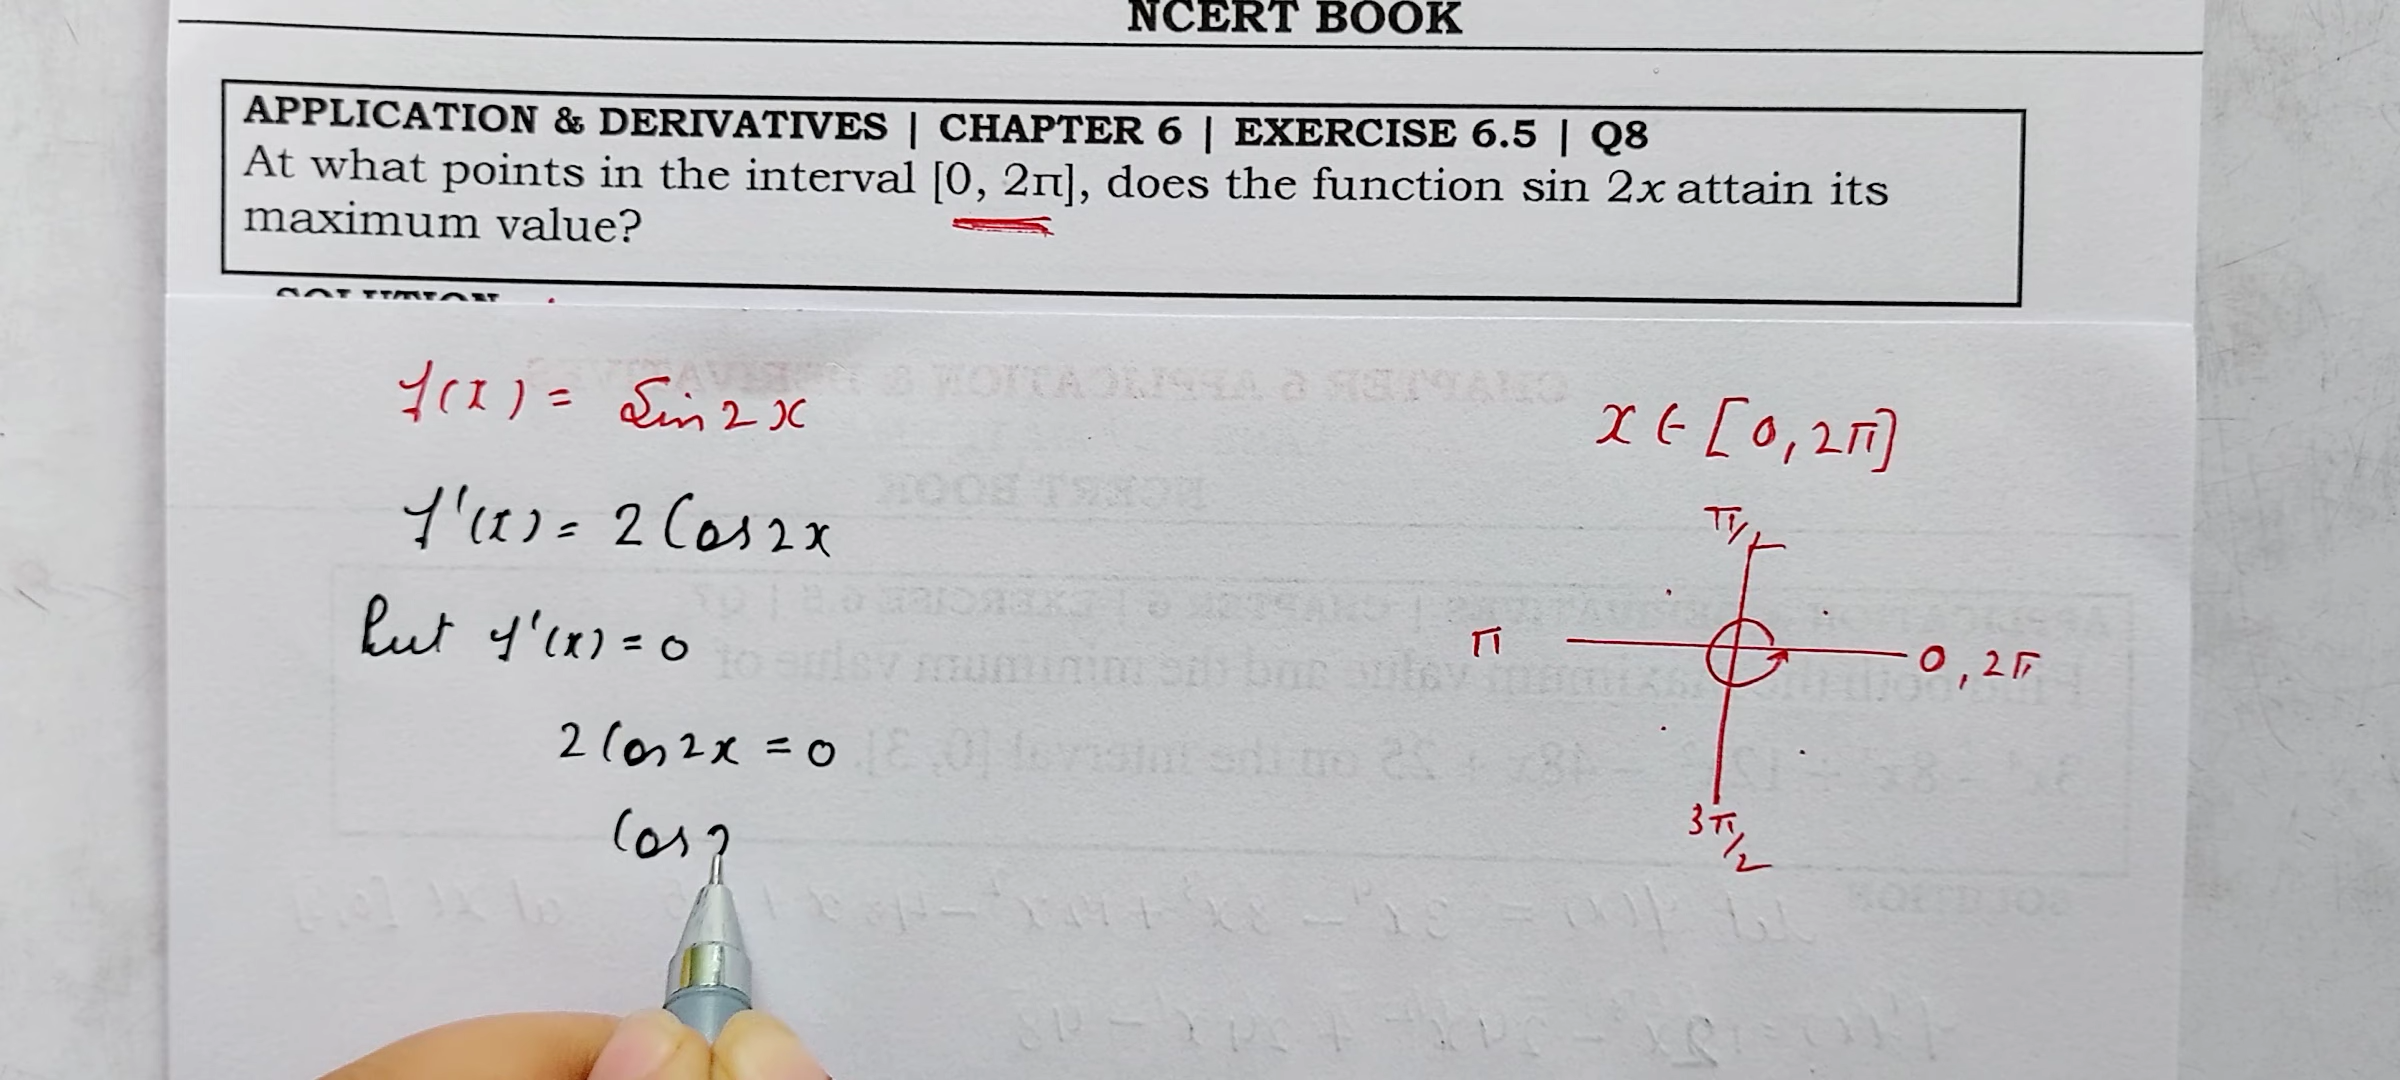 NCERT BOOK
APPLICATION & DERIVATIVES | CHAPTER 6 | EXERCISE 6.5 | Q8
At what points in the interval [0, 2π], does the function sin 2x attain its
maximum value?
SOLUTION
f(x) = Sin 2x
x ∈ [0, 2π]
f'(x) = 2 Cos 2x
Put f'(x) = 0
2 Cos 2x = 0
Cos 2
π/2
π
0, 2π
3π/2